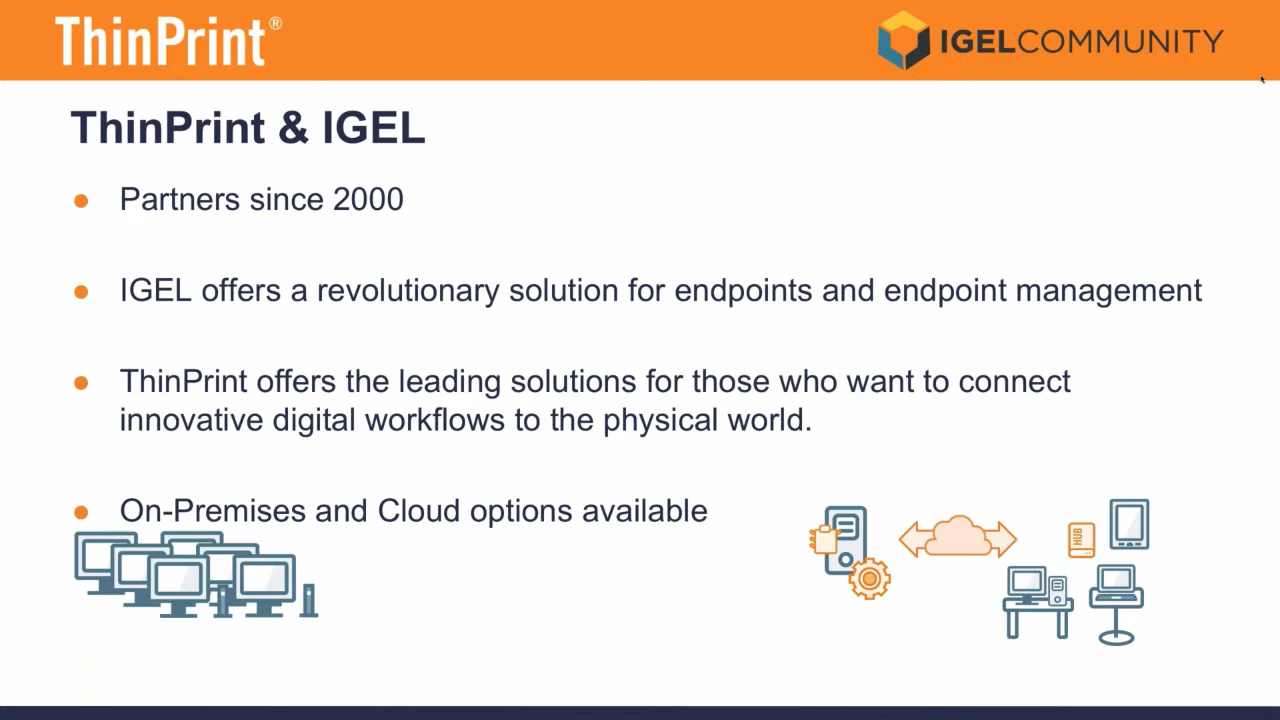 ThinPrint®
IGELCOMMUNITY
ThinPrint & IGEL
● Partners since 2000
● IGEL offers a revolutionary solution for endpoints and endpoint management
● ThinPrint offers the leading solutions for those who want to connect
innovative digital workflows to the physical world.
● On-Premises and Cloud options available
HUB